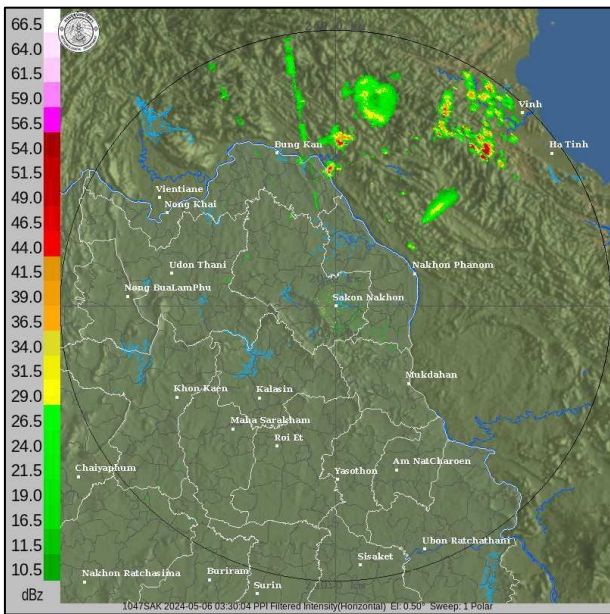 66.5
64.0
61.5
59.0
56.5
54.0
51.5
49.0
46.5
44.0
41.5
39.0
36.5
34.0
31.5
29.0
26.5
24.0
21.5
19.0
16.5
14.0
11.5
10.5
dBz
Vinh
Ha Tinh
Bung Kan
Vientiane
Nong Khai
Udon Thani
Nakhon Phanom
Nong BuaLamPhu
Sakon Nakhon
Mukdahan
Khon Kaen
Kalasin
Maha Sarakham
Roi Et
Chaiyaphum
Yasothon
Am NatCharoen
Ubon Ratchathani
Sisaket
Nakhon Ratchasima
Buriram
Surin
1047SAK 2024-05-06 03:30:04 PPI Filtered Intensity(Horizontal) El: 0.50° Sweep: 1 Polar